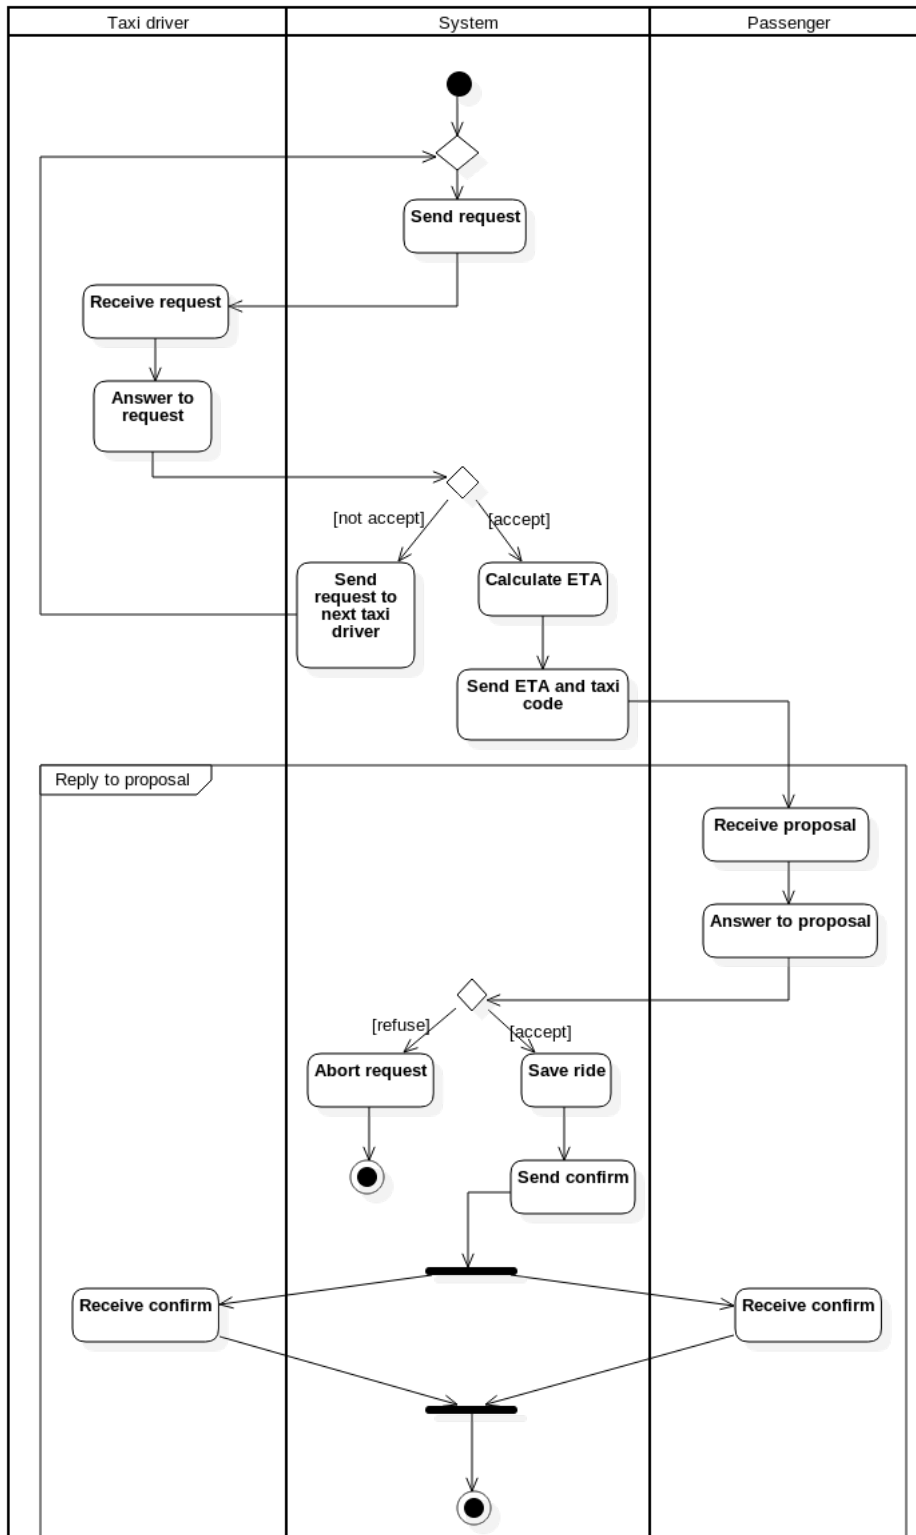 Taxi driver
System
Passenger
Send request
Receive request
Answer to
request
[not accept]
[accept]
Send
request to
next taxi
driver
Calculate ETA
Send ETA and taxi
code
Reply to proposal
Receive proposal
Answer to proposal
[refuse]
[accept]
Abort request
Save ride
Send confirm
Receive confirm
Receive confirm